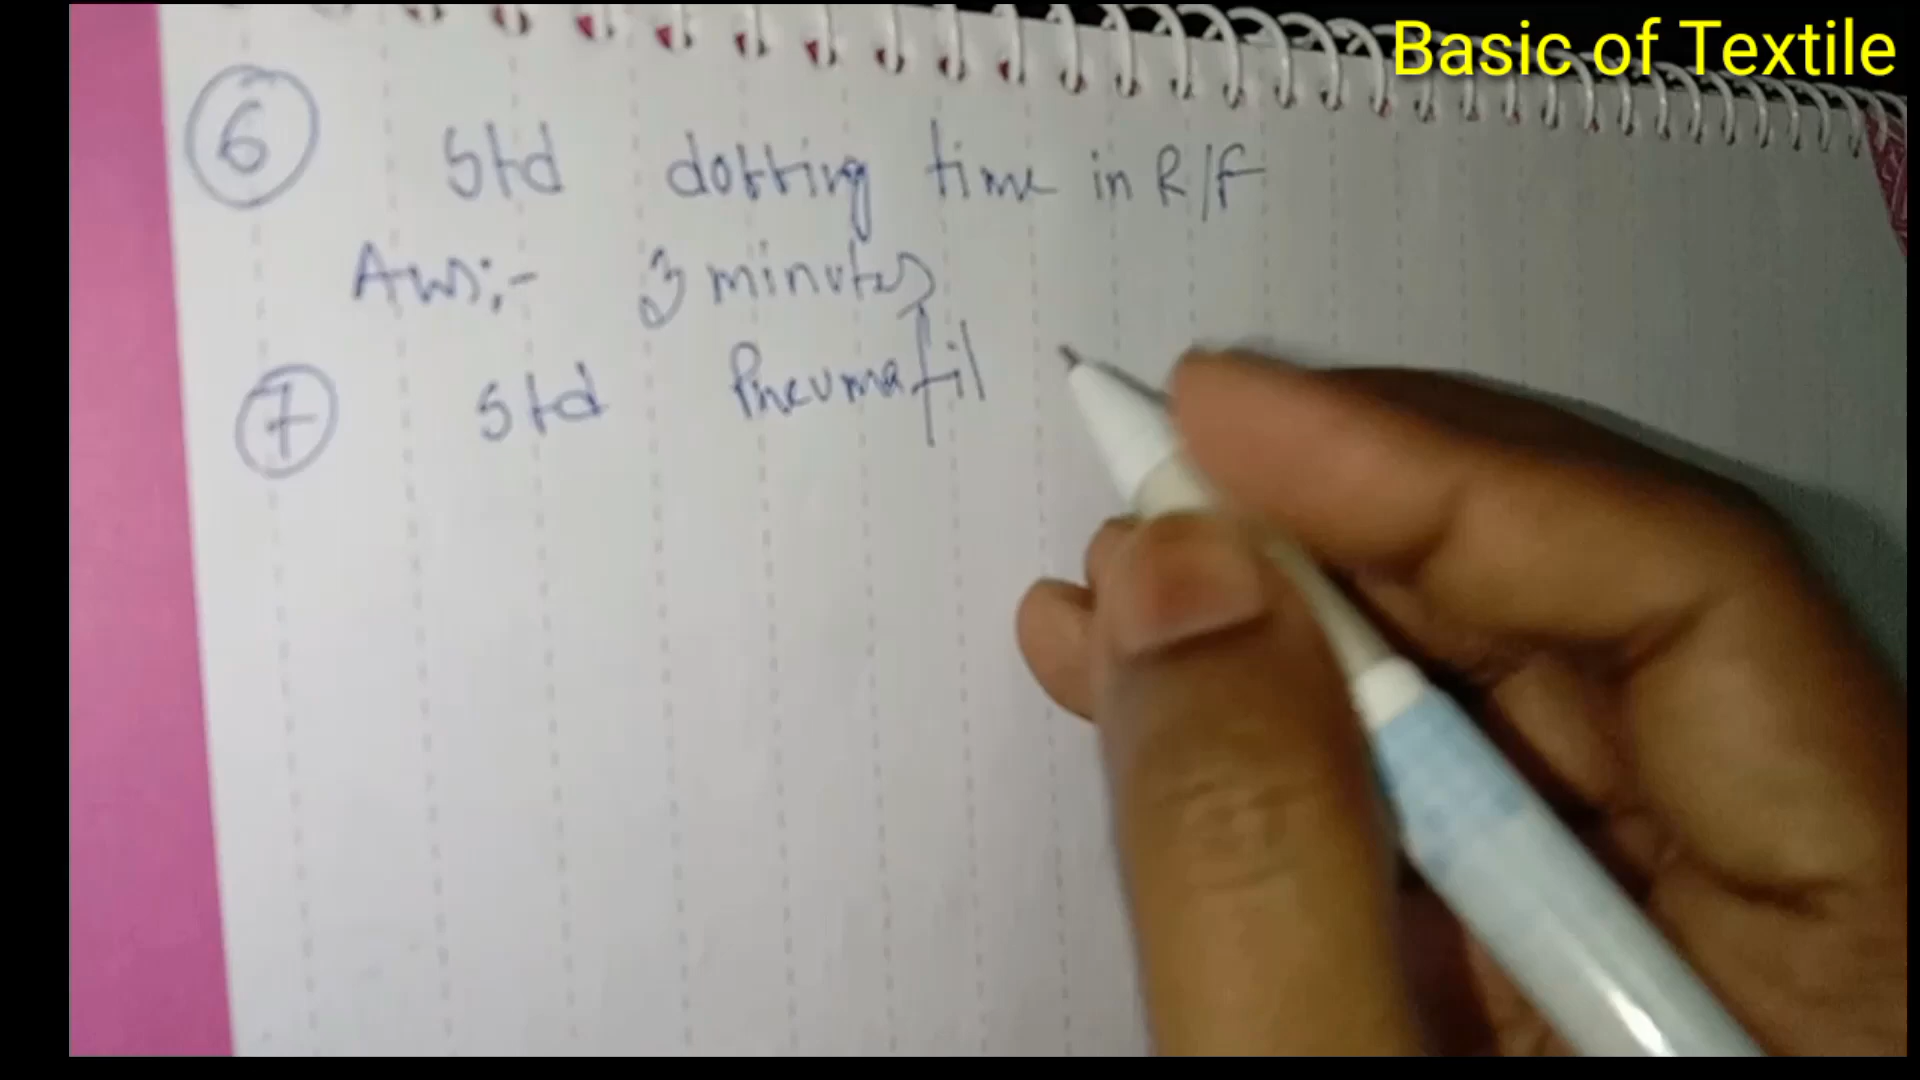 Basic of Textile
6 Std dotting time in R/F
Ans:- 3 minutes
7 Std Pneumafil